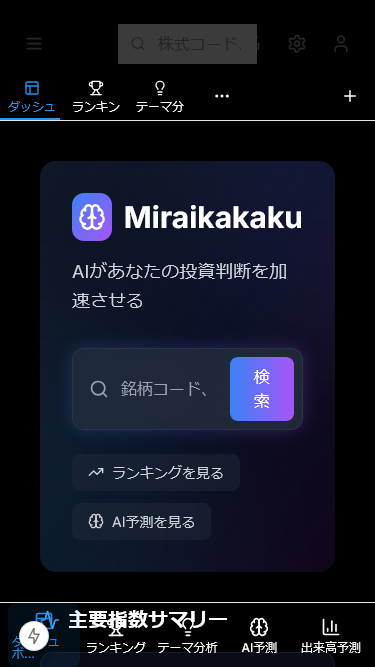 株式コード、
ダッシュ ランキン テーマ分
Miraikakaku
AIがあなたの投資判断を加
速させる
銘柄コード、
検
索
ランキングを見る
AI予測を見る
主要指数サマリー
ランキング テーマ分析 AI予測 出来高予測